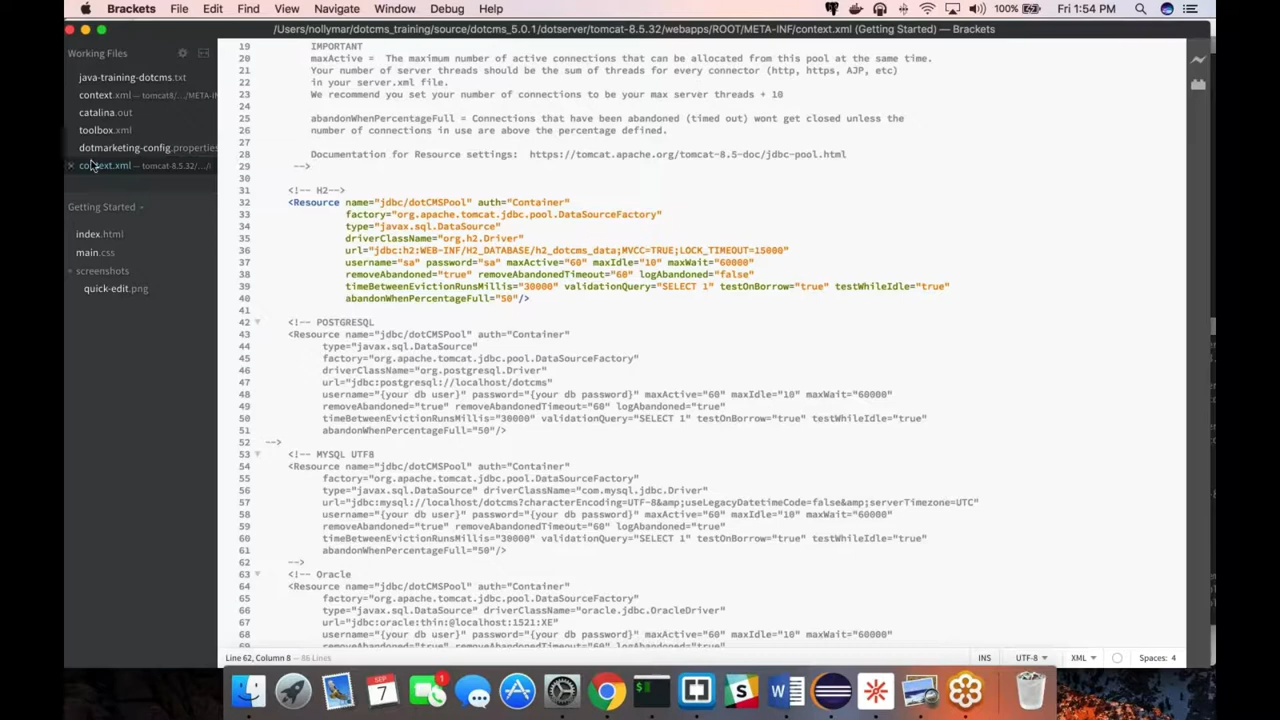 Brackets File Edit Find View Navigate Window Debug Help 100% Fri 1:54 PM
/Users/nollymar/dotcms_training/source/dotcms_5.0.1/dotserver/tomcat-8.5.32/webapps/ROOT/META-INF/context.xml (Getting Started) — Brackets
Working Files
java-training-dotcms.txt
context.xml — tomcat8/.../META-IN
catalina.out
toolbox.xml
dotmarketing-config.properties
context.xml — tomcat-8.5.32/.../
Getting Started
index.html
main.css
screenshots
quick-edit.png
19 IMPORTANT
20 maxActive = The maximum number of active connections that can be allocated from this pool at the same time.
21 Your number of server threads should be the sum of threads for every connector (http, https, AJP, etc)
22 in your server.xml file.
23 We recommend you set your number of connections to be your max server threads + 10
24
25 abandonWhenPercentageFull = Connections that have been abandoned (timed out) wont get closed unless the
26 number of connections in use are above the percentage defined.
27
28 Documentation for Resource settings: https://tomcat.apache.org/tomcat-8.5-doc/jdbc-pool.html
29 -->
30
31 <!-- H2-->
32 <Resource name="jdbc/dotCMSPool" auth="Container"
33 factory="org.apache.tomcat.jdbc.pool.DataSourceFactory"
34 type="javax.sql.DataSource"
35 driverClassName="org.h2.Driver"
36 url="jdbc:h2:WEB-INF/H2_DATABASE/h2_dotcms_data;MVCC=TRUE;LOCK_TIMEOUT=15000"
37 username="sa" password="sa" maxActive="60" maxIdle="10" maxWait="60000"
38 removeAbandoned="true" removeAbandonedTimeout="60" logAbandoned="false"
39 timeBetweenEvictionRunsMillis="30000" validationQuery="SELECT 1" testOnBorrow="true" testWhileIdle="true"
40 abandonWhenPercentageFull="50"/>
41
42 <!-- POSTGRESQL
43 <Resource name="jdbc/dotCMSPool" auth="Container"
44 type="javax.sql.DataSource"
45 factory="org.apache.tomcat.jdbc.pool.DataSourceFactory"
46 driverClassName="org.postgresql.Driver"
47 url="jdbc:postgresql://localhost/dotcms"
48 username="{your db user}" password="{your db password}" maxActive="60" maxIdle="10" maxWait="60000"
49 removeAbandoned="true" removeAbandonedTimeout="60" logAbandoned="true"
50 timeBetweenEvictionRunsMillis="30000" validationQuery="SELECT 1" testOnBorrow="true" testWhileIdle="true"
51 abandonWhenPercentageFull="50"/>
52 -->
53 <!-- MYSQL UTF8
54 <Resource name="jdbc/dotCMSPool" auth="Container"
55 factory="org.apache.tomcat.jdbc.pool.DataSourceFactory"
56 type="javax.sql.DataSource" driverClassName="com.mysql.jdbc.Driver"
57 url="jdbc:mysql://localhost/dotcms?characterEncoding=UTF-8&amp;useLegacyDatetimeCode=false&amp;serverTimezone=UTC"
58 username="{your db user}" password="{your db password}" maxActive="60" maxIdle="10" maxWait="60000"
59 removeAbandoned="true" removeAbandonedTimeout="60" logAbandoned="true"
60 timeBetweenEvictionRunsMillis="30000" validationQuery="SELECT 1" testOnBorrow="true" testWhileIdle="true"
61 abandonWhenPercentageFull="50"/>
62 -->
63 <!-- Oracle
64 <Resource name="jdbc/dotCMSPool" auth="Container"
65 factory="org.apache.tomcat.jdbc.pool.DataSourceFactory"
66 type="javax.sql.DataSource" driverClassName="oracle.jdbc.OracleDriver"
67 url="jdbc:oracle:thin:@localhost:1521:XE"
68 username="{your db user}" password="{your db password}" maxActive="60" maxIdle="10" maxWait="60000"
69 removeAbandoned="true" removeAbandonedTimeout="60" logAbandoned="true"
Line 62, Column 8 — 86 Lines INS UTF-8 XML Spaces: 4
SEP
7
1